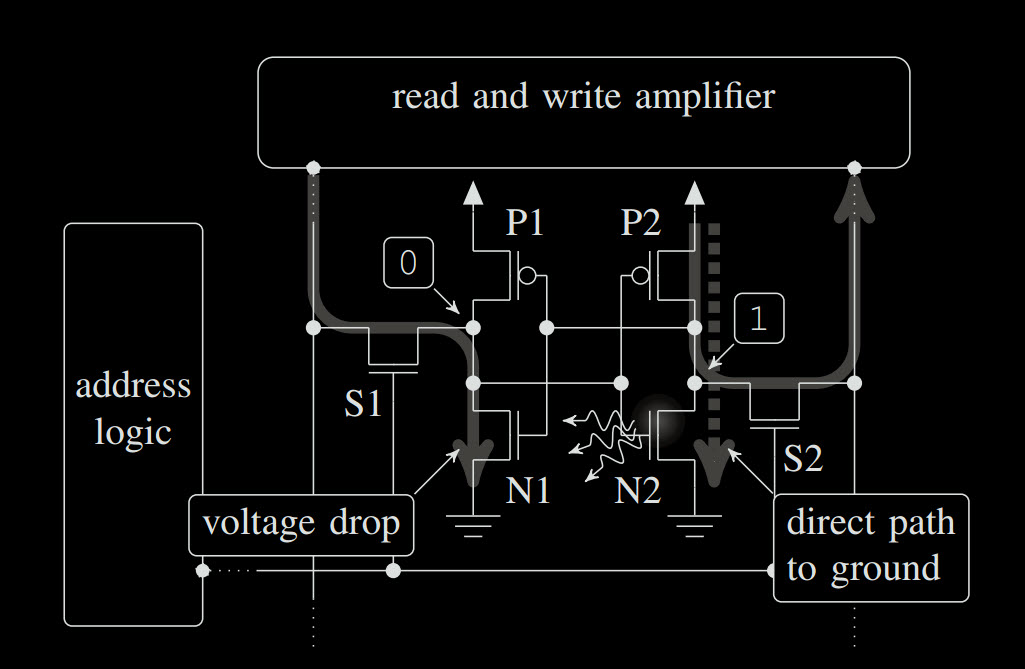 read and write amplifier
P1
P2
0
1
address
logic
S1
S2
N1
N2
voltage drop
direct path
to ground